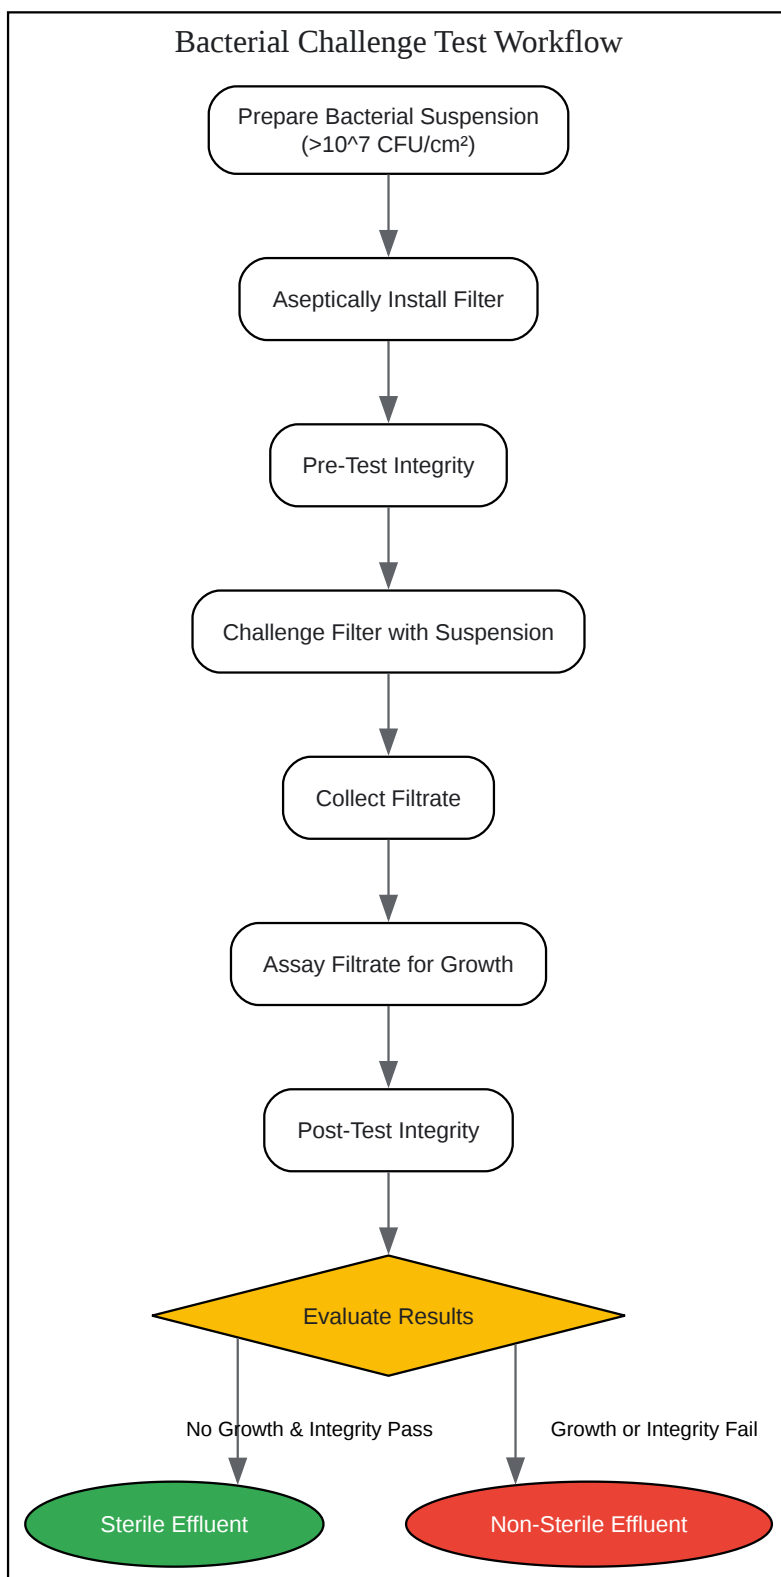 Bacterial Challenge Test Workflow
Prepare Bacterial Suspension
(>10^7 CFU/cm²)
Aseptically Install Filter
Pre-Test Integrity
Challenge Filter with Suspension
Collect Filtrate
Assay Filtrate for Growth
Post-Test Integrity
Evaluate Results
No Growth & Integrity Pass
Growth or Integrity Fail
Sterile Effluent
Non-Sterile Effluent